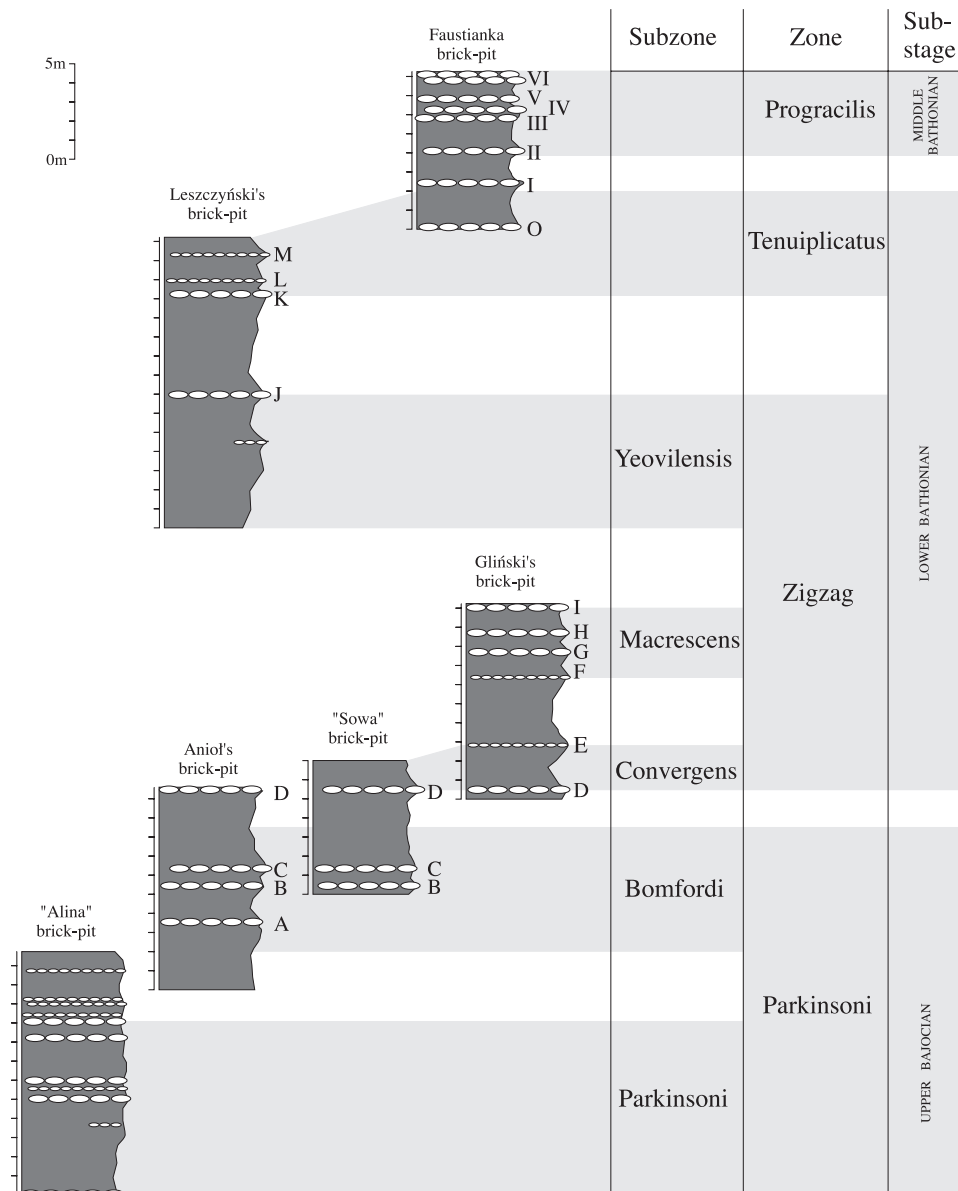 Faustianka
brick-pit
Subzone
Zone
Sub-
stage
5m
0m
VI
V
IV
III
II
I
O
Progracilis
MIDDLE
BATHONIAN
Leszczyński's
brick-pit
M
L
K
J
Tenuiplicatus
Yeovilensis
LOWER BATHONIAN
Gliński's
brick-pit
I
H
G
F
E
D
Zigzag
Macrescens
Convergens
"Sowa"
brick-pit
D
C
B
Anioł's
brick-pit
D
C
B
A
Bomfordi
"Alina"
brick-pit
Parkinsoni
Parkinsoni
UPPER BAJOCIAN